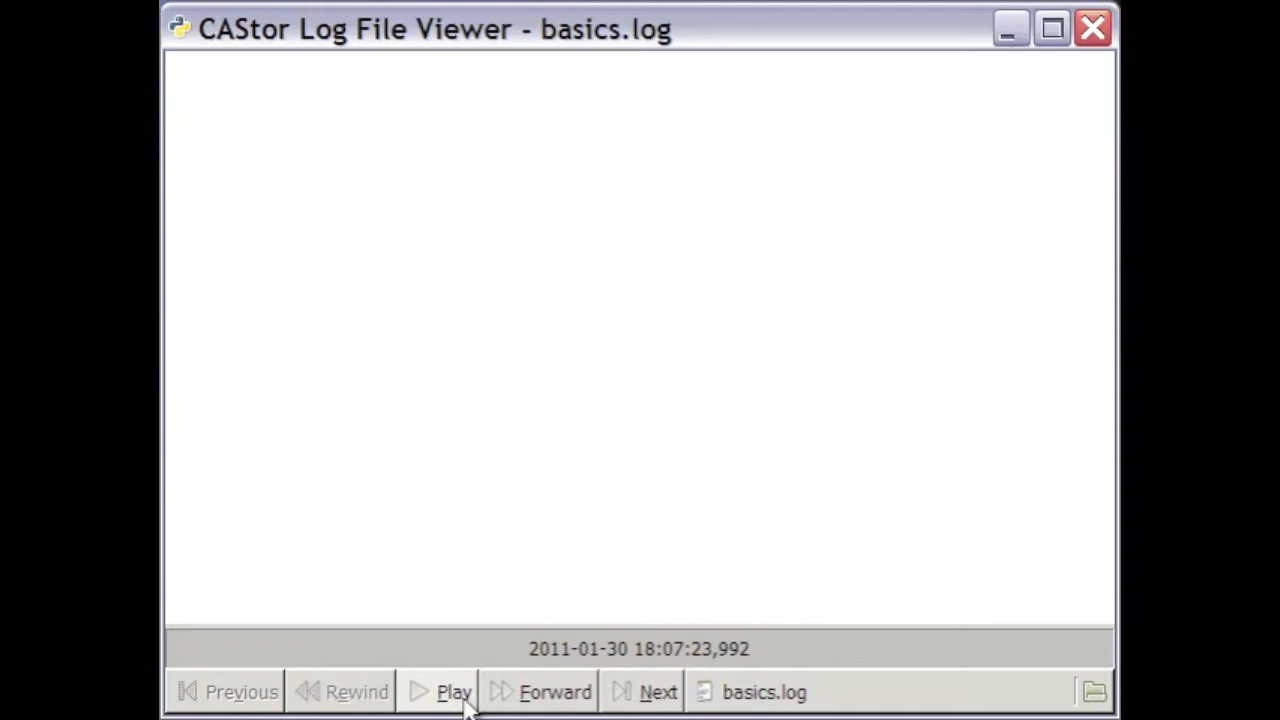 CAStor Log File Viewer - basics.log
2011-01-30 18:07:23,992
Previous Rewind Play Forward Next basics.log